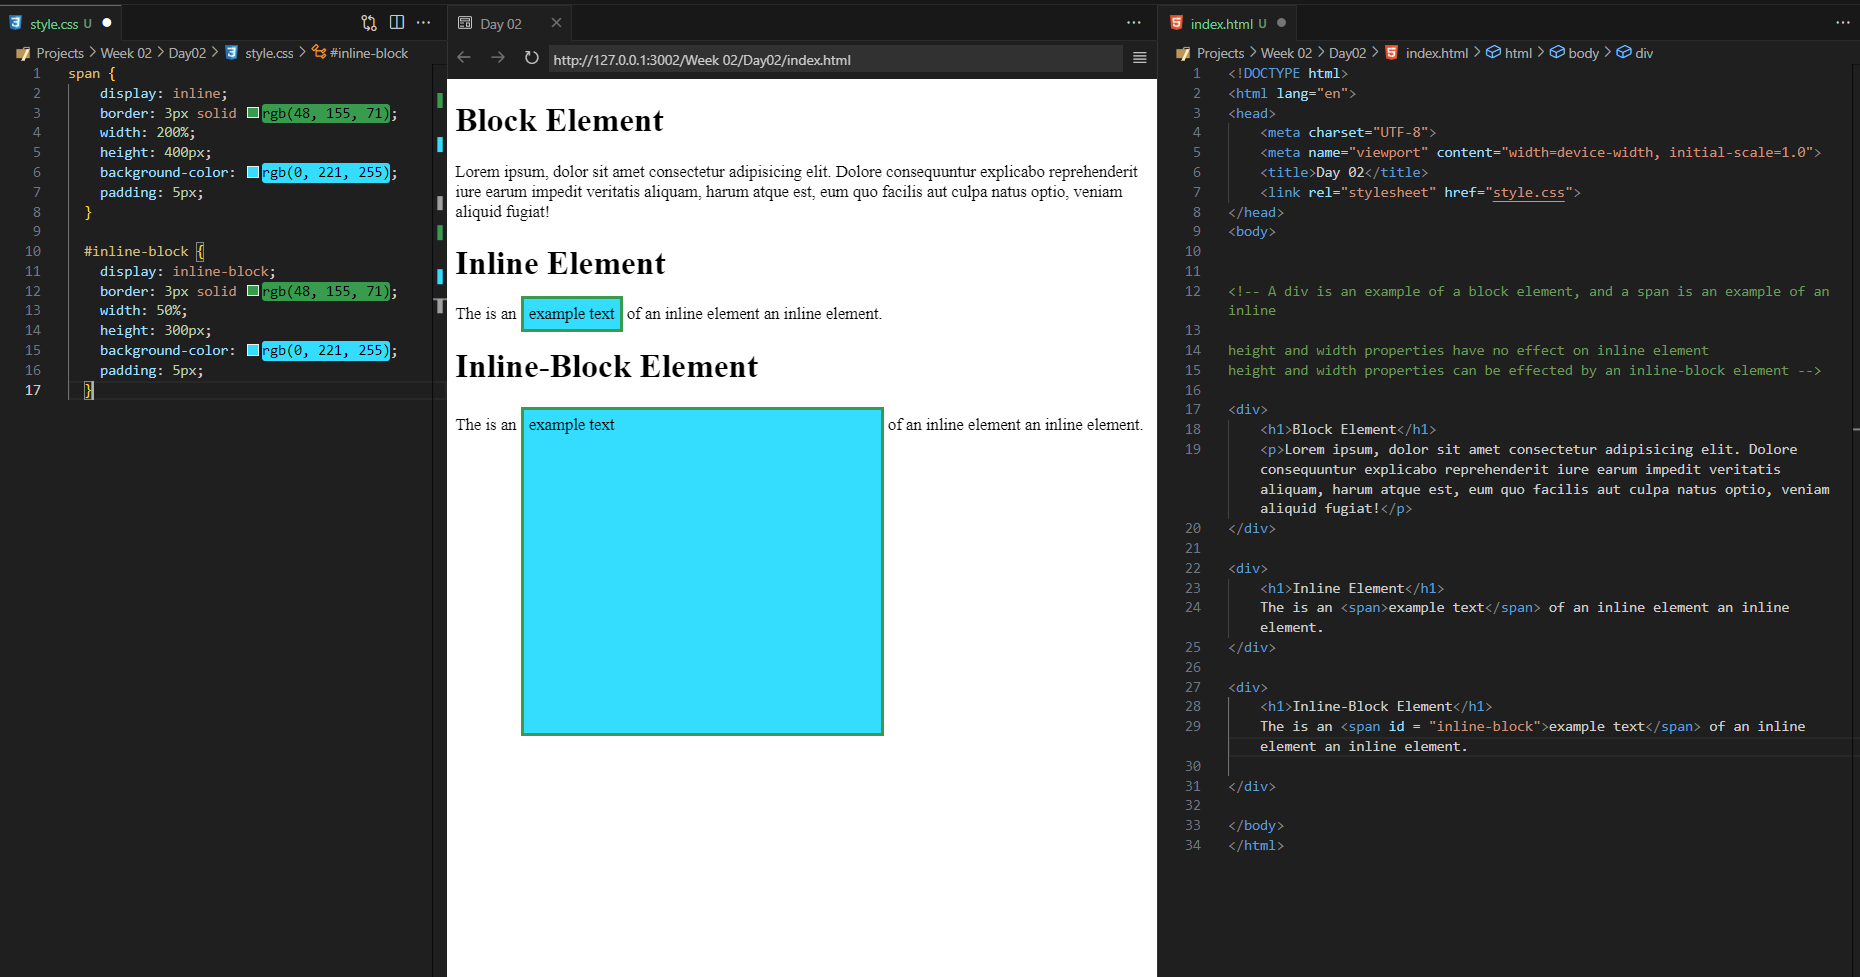 style.css U
Projects > Week 02 > Day02 > style.css > #inline-block
1 span {
2 display: inline;
3 border: 3px solid rgb(48, 155, 71);
4 width: 200%;
5 height: 400px;
6 background-color: rgb(0, 221, 255);
7 padding: 5px;
8 }
9
10 #inline-block {
11 display: inline-block;
12 border: 3px solid rgb(48, 155, 71);
13 width: 50%;
14 height: 300px;
15 background-color: rgb(0, 221, 255);
16 padding: 5px;
17 }
Day 02
http://127.0.0.1:3002/Week 02/Day02/index.html
Block Element
Lorem ipsum, dolor sit amet consectetur adipisicing elit. Dolore consequuntur explicabo reprehenderit
iure earum impedit veritatis aliquam, harum atque est, eum quo facilis aut culpa natus optio, veniam
aliquid fugiat!
Inline Element
The is an example text of an inline element an inline element.
Inline-Block Element
The is an example text of an inline element an inline element.
index.html U
Projects > Week 02 > Day02 > index.html > html > body > div
1 <!DOCTYPE html>
2 <html lang="en">
3 <head>
4 <meta charset="UTF-8">
5 <meta name="viewport" content="width=device-width, initial-scale=1.0">
6 <title>Day 02</title>
7 <link rel="stylesheet" href="style.css">
8 </head>
9 <body>
10
11
12 <!-- A div is an example of a block element, and a span is an example of an
inline
13
14 height and width properties have no effect on inline element
15 height and width properties can be effected by an inline-block element -->
16
17 <div>
18 <h1>Block Element</h1>
19 <p>Lorem ipsum, dolor sit amet consectetur adipisicing elit. Dolore
consequuntur explicabo reprehenderit iure earum impedit veritatis
aliquam, harum atque est, eum quo facilis aut culpa natus optio, veniam
aliquid fugiat!</p>
20 </div>
21
22 <div>
23 <h1>Inline Element</h1>
24 The is an <span>example text</span> of an inline element an inline
element.
25 </div>
26
27 <div>
28 <h1>Inline-Block Element</h1>
29 The is an <span id = "inline-block">example text</span> of an inline
element an inline element.
30
31 </div>
32
33 </body>
34 </html>